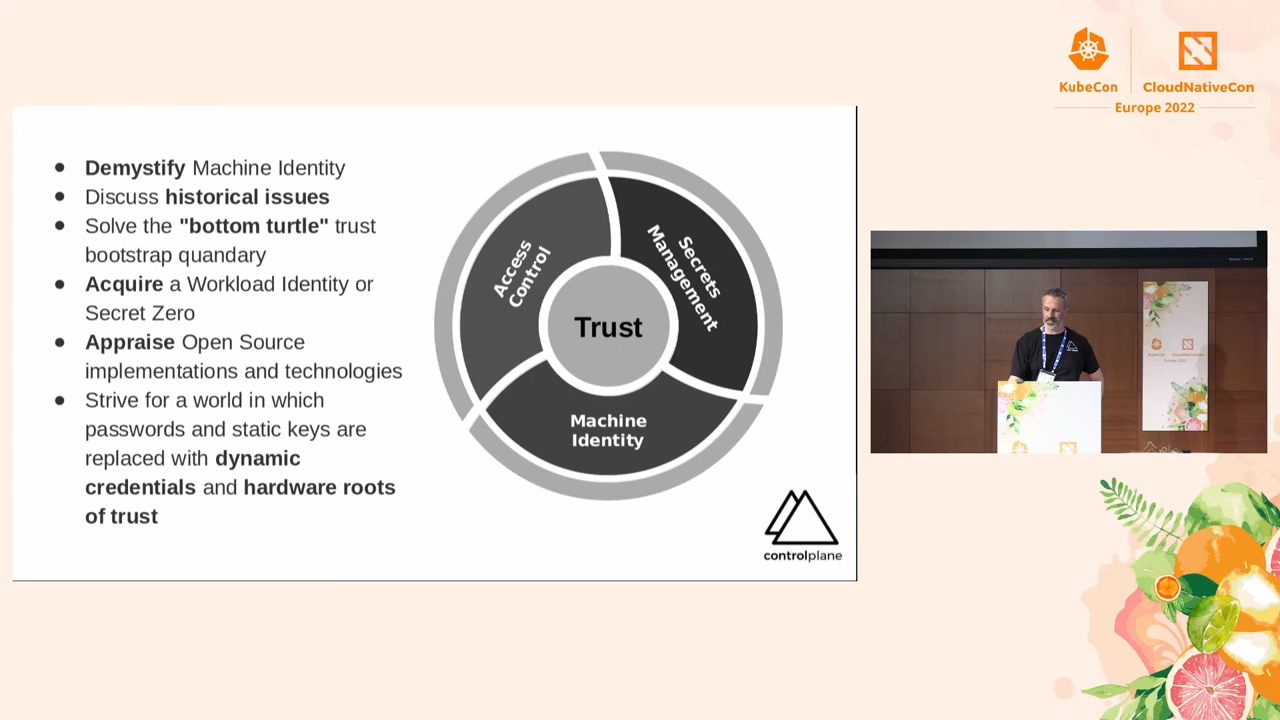 KubeCon
CloudNativeCon
Europe 2022
• Demystify Machine Identity
• Discuss historical issues
• Solve the "bottom turtle" trust
bootstrap quandary
• Acquire a Workload Identity or
Secret Zero
• Appraise Open Source
implementations and technologies
• Strive for a world in which
passwords and static keys are
replaced with dynamic
credentials and hardware roots
of trust
Access
Control
Secrets
Management
Trust
Machine
Identity
controlplane